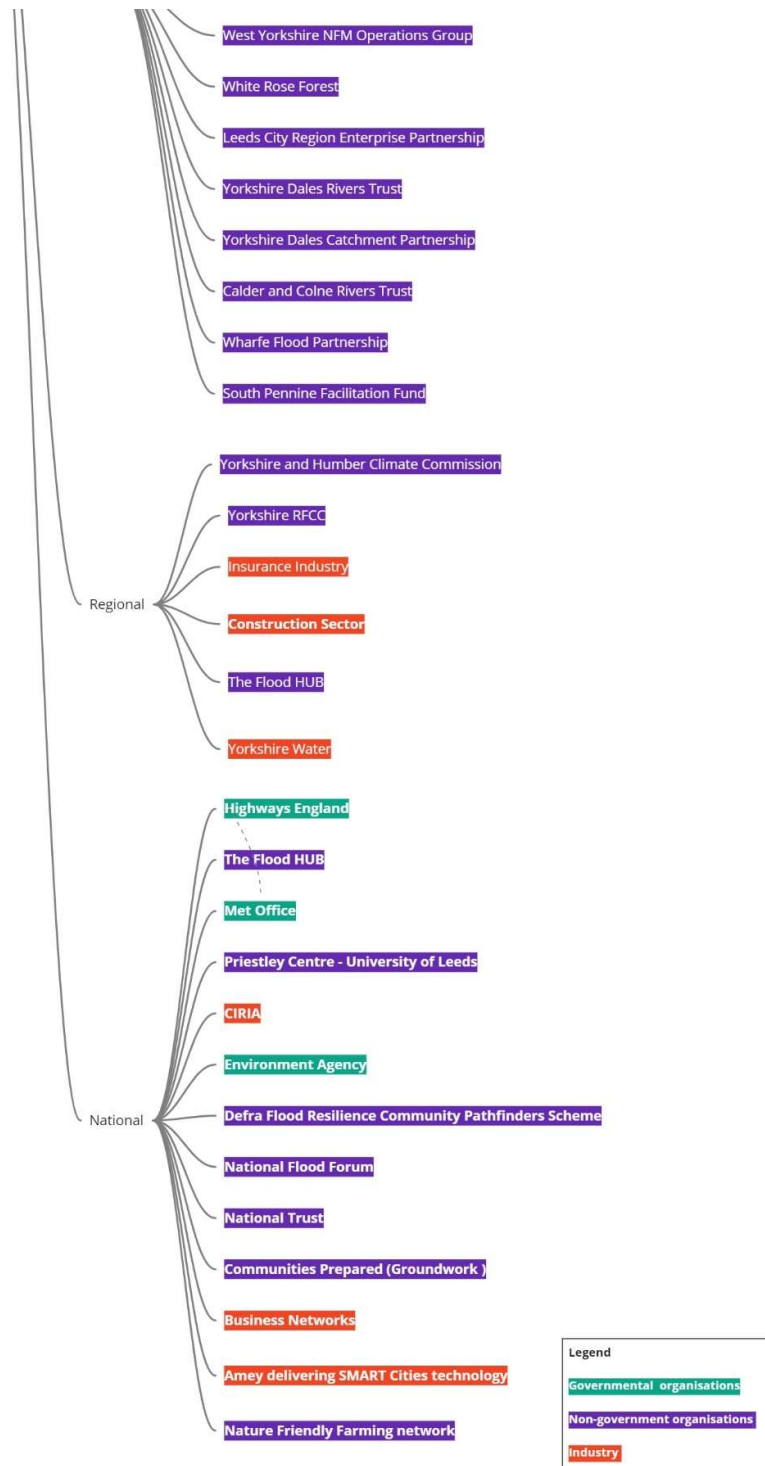 West Yorkshire NFM Operations Group
White Rose Forest
Leeds City Region Enterprise Partnership
Yorkshire Dales Rivers Trust
Yorkshire Dales Catchment Partnership
Calder and Colne Rivers Trust
Wharfe Flood Partnership
South Pennine Facilitation Fund
Regional
Yorkshire and Humber Climate Commission
Yorkshire RFCC
Insurance Industry
Construction Sector
The Flood HUB
Yorkshire Water
National
Highways England
The Flood HUB
Met Office
Priestley Centre - University of Leeds
CIRIA
Environment Agency
Defra Flood Resilience Community Pathfinders Scheme
National Flood Forum
National Trust
Communities Prepared (Groundwork )
Business Networks
Amey delivering SMART Cities technology
Nature Friendly Farming network
Legend
Governmental organisations
Non-government organisations
Industry